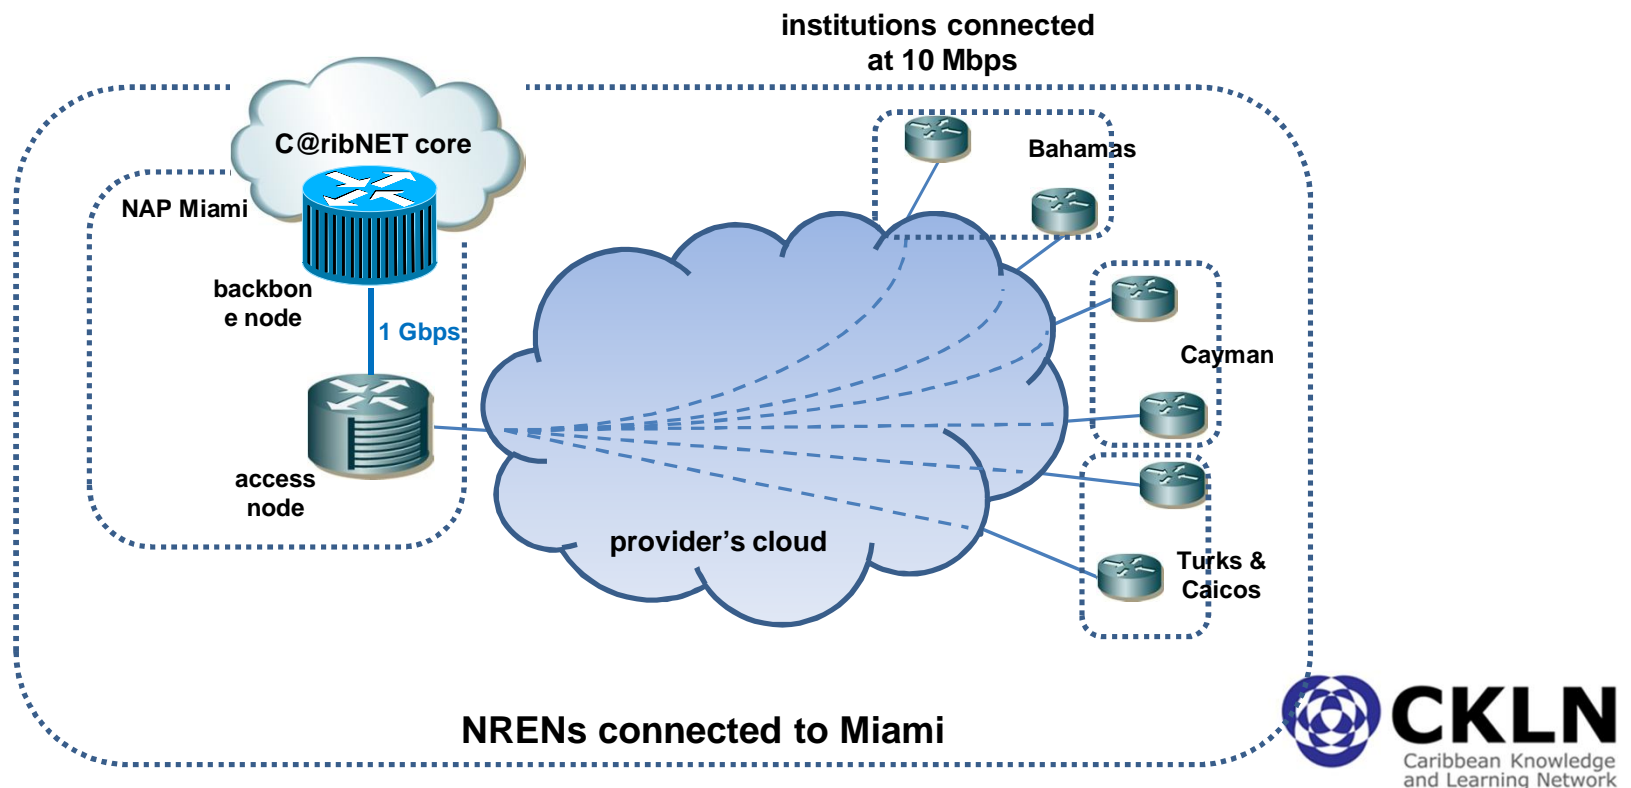 institutions connected
at 10 Mbps
C@ribNET core
NAP Miami
backbon
e node
1 Gbps
access
node
provider's cloud
Bahamas
Cayman
Turks &
Caicos
NRENs connected to Miami
CKLN
Caribbean Knowledge
and Learning Network